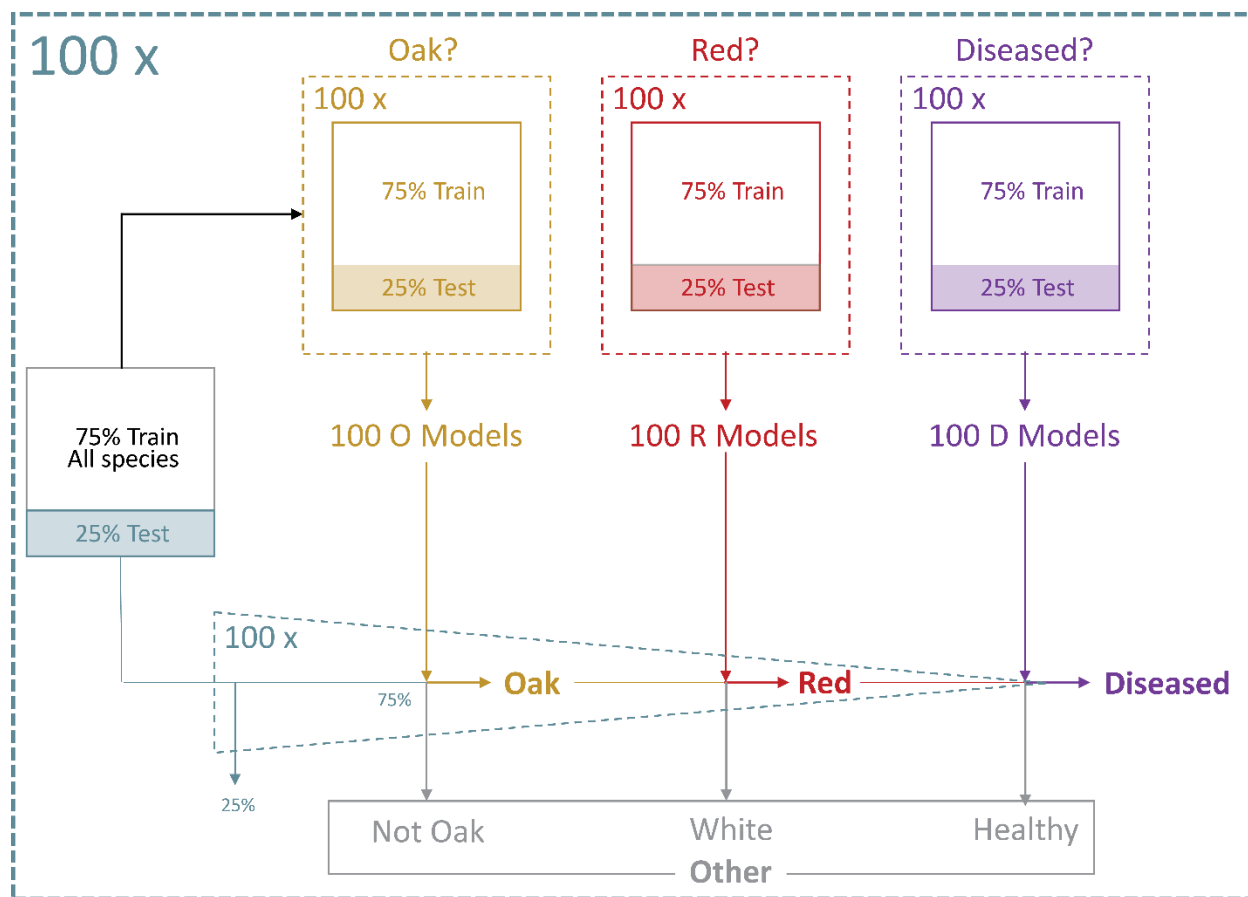 100 x
Oak?
Red?
Diseased?
100 x
100 x
100 x
75% Train
75% Train
75% Train
25% Test
25% Test
25% Test
75% Train
All species
25% Test
100 O Models
100 R Models
100 D Models
100 x
75%
Oak
Red
Diseased
25%
Not Oak
White
Healthy
Other